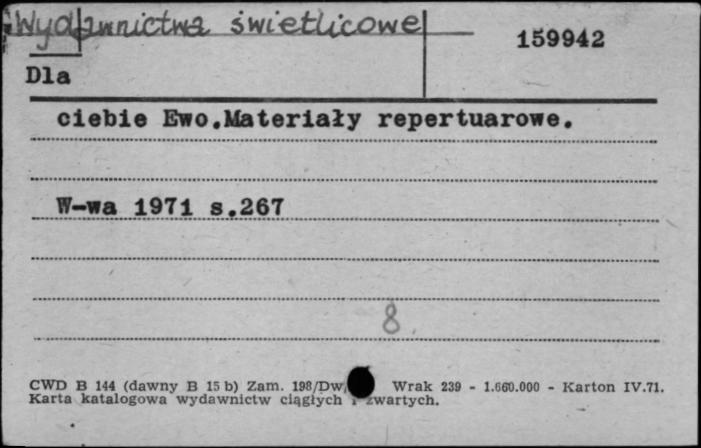 Wydawnictwa świetlicowe
159942
Dla
ciebie Ewo.Materiały repertuarowe.
W-wa 1971 s.267
8
CWD B 144 (dawny B 15 b) Zam. 198/Dw. Wrak 239 - 1.660.000 - Karton IV.71.
Karta katalogowa wydawnictw ciągłych i zwartych.